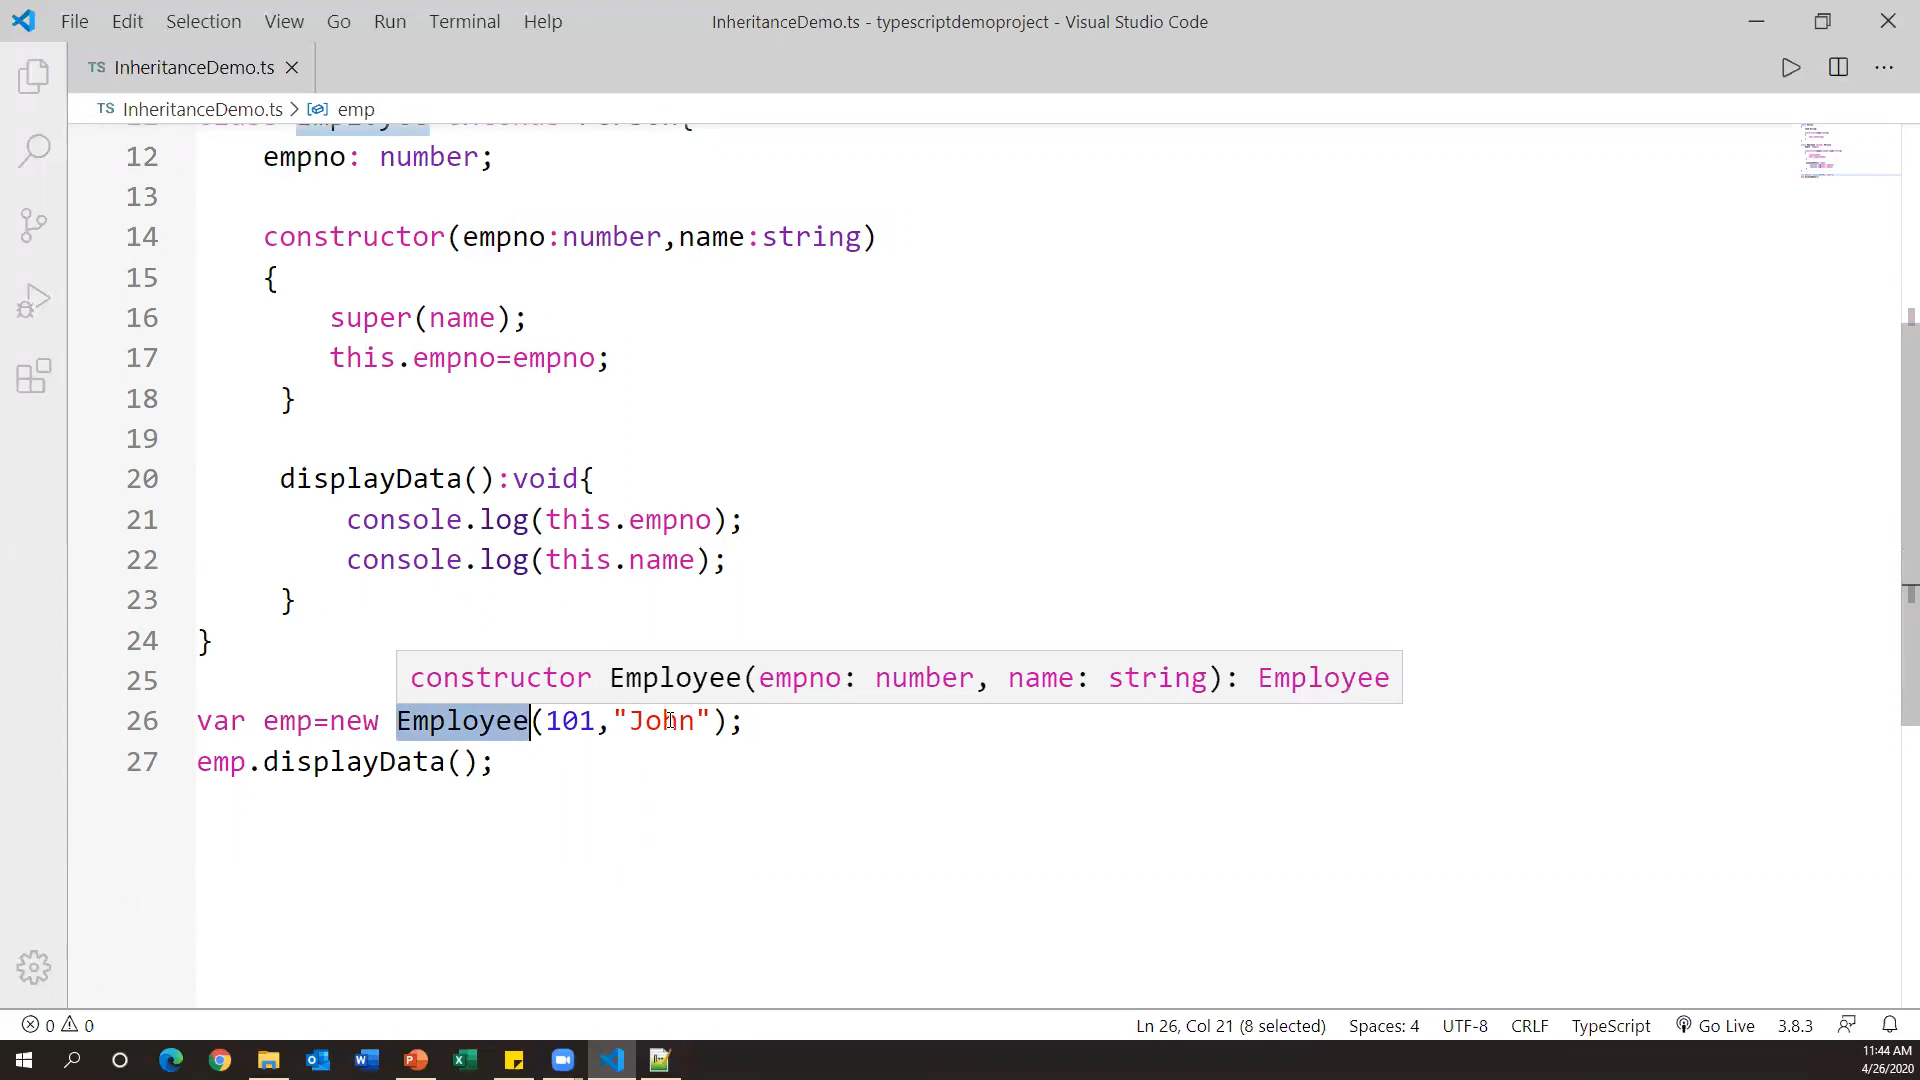 File Edit Selection View Go Run Terminal Help InheritanceDemo.ts - typescriptdemoproject - Visual Studio Code
TS InheritanceDemo.ts
TS InheritanceDemo.ts > emp
12 empno: number;
13
14 constructor(empno:number,name:string)
15 {
16 super(name);
17 this.empno=empno;
18 }
19
20 displayData():void{
21 console.log(this.empno);
22 console.log(this.name);
23 }
24 }
constructor Employee(empno: number, name: string): Employee
25
26 var emp=new Employee(101,"John");
27 emp.displayData();
0 0 Ln 26, Col 21 (8 selected) Spaces: 4 UTF-8 CRLF TypeScript Go Live 3.8.3
11:44 AM
4/26/2020